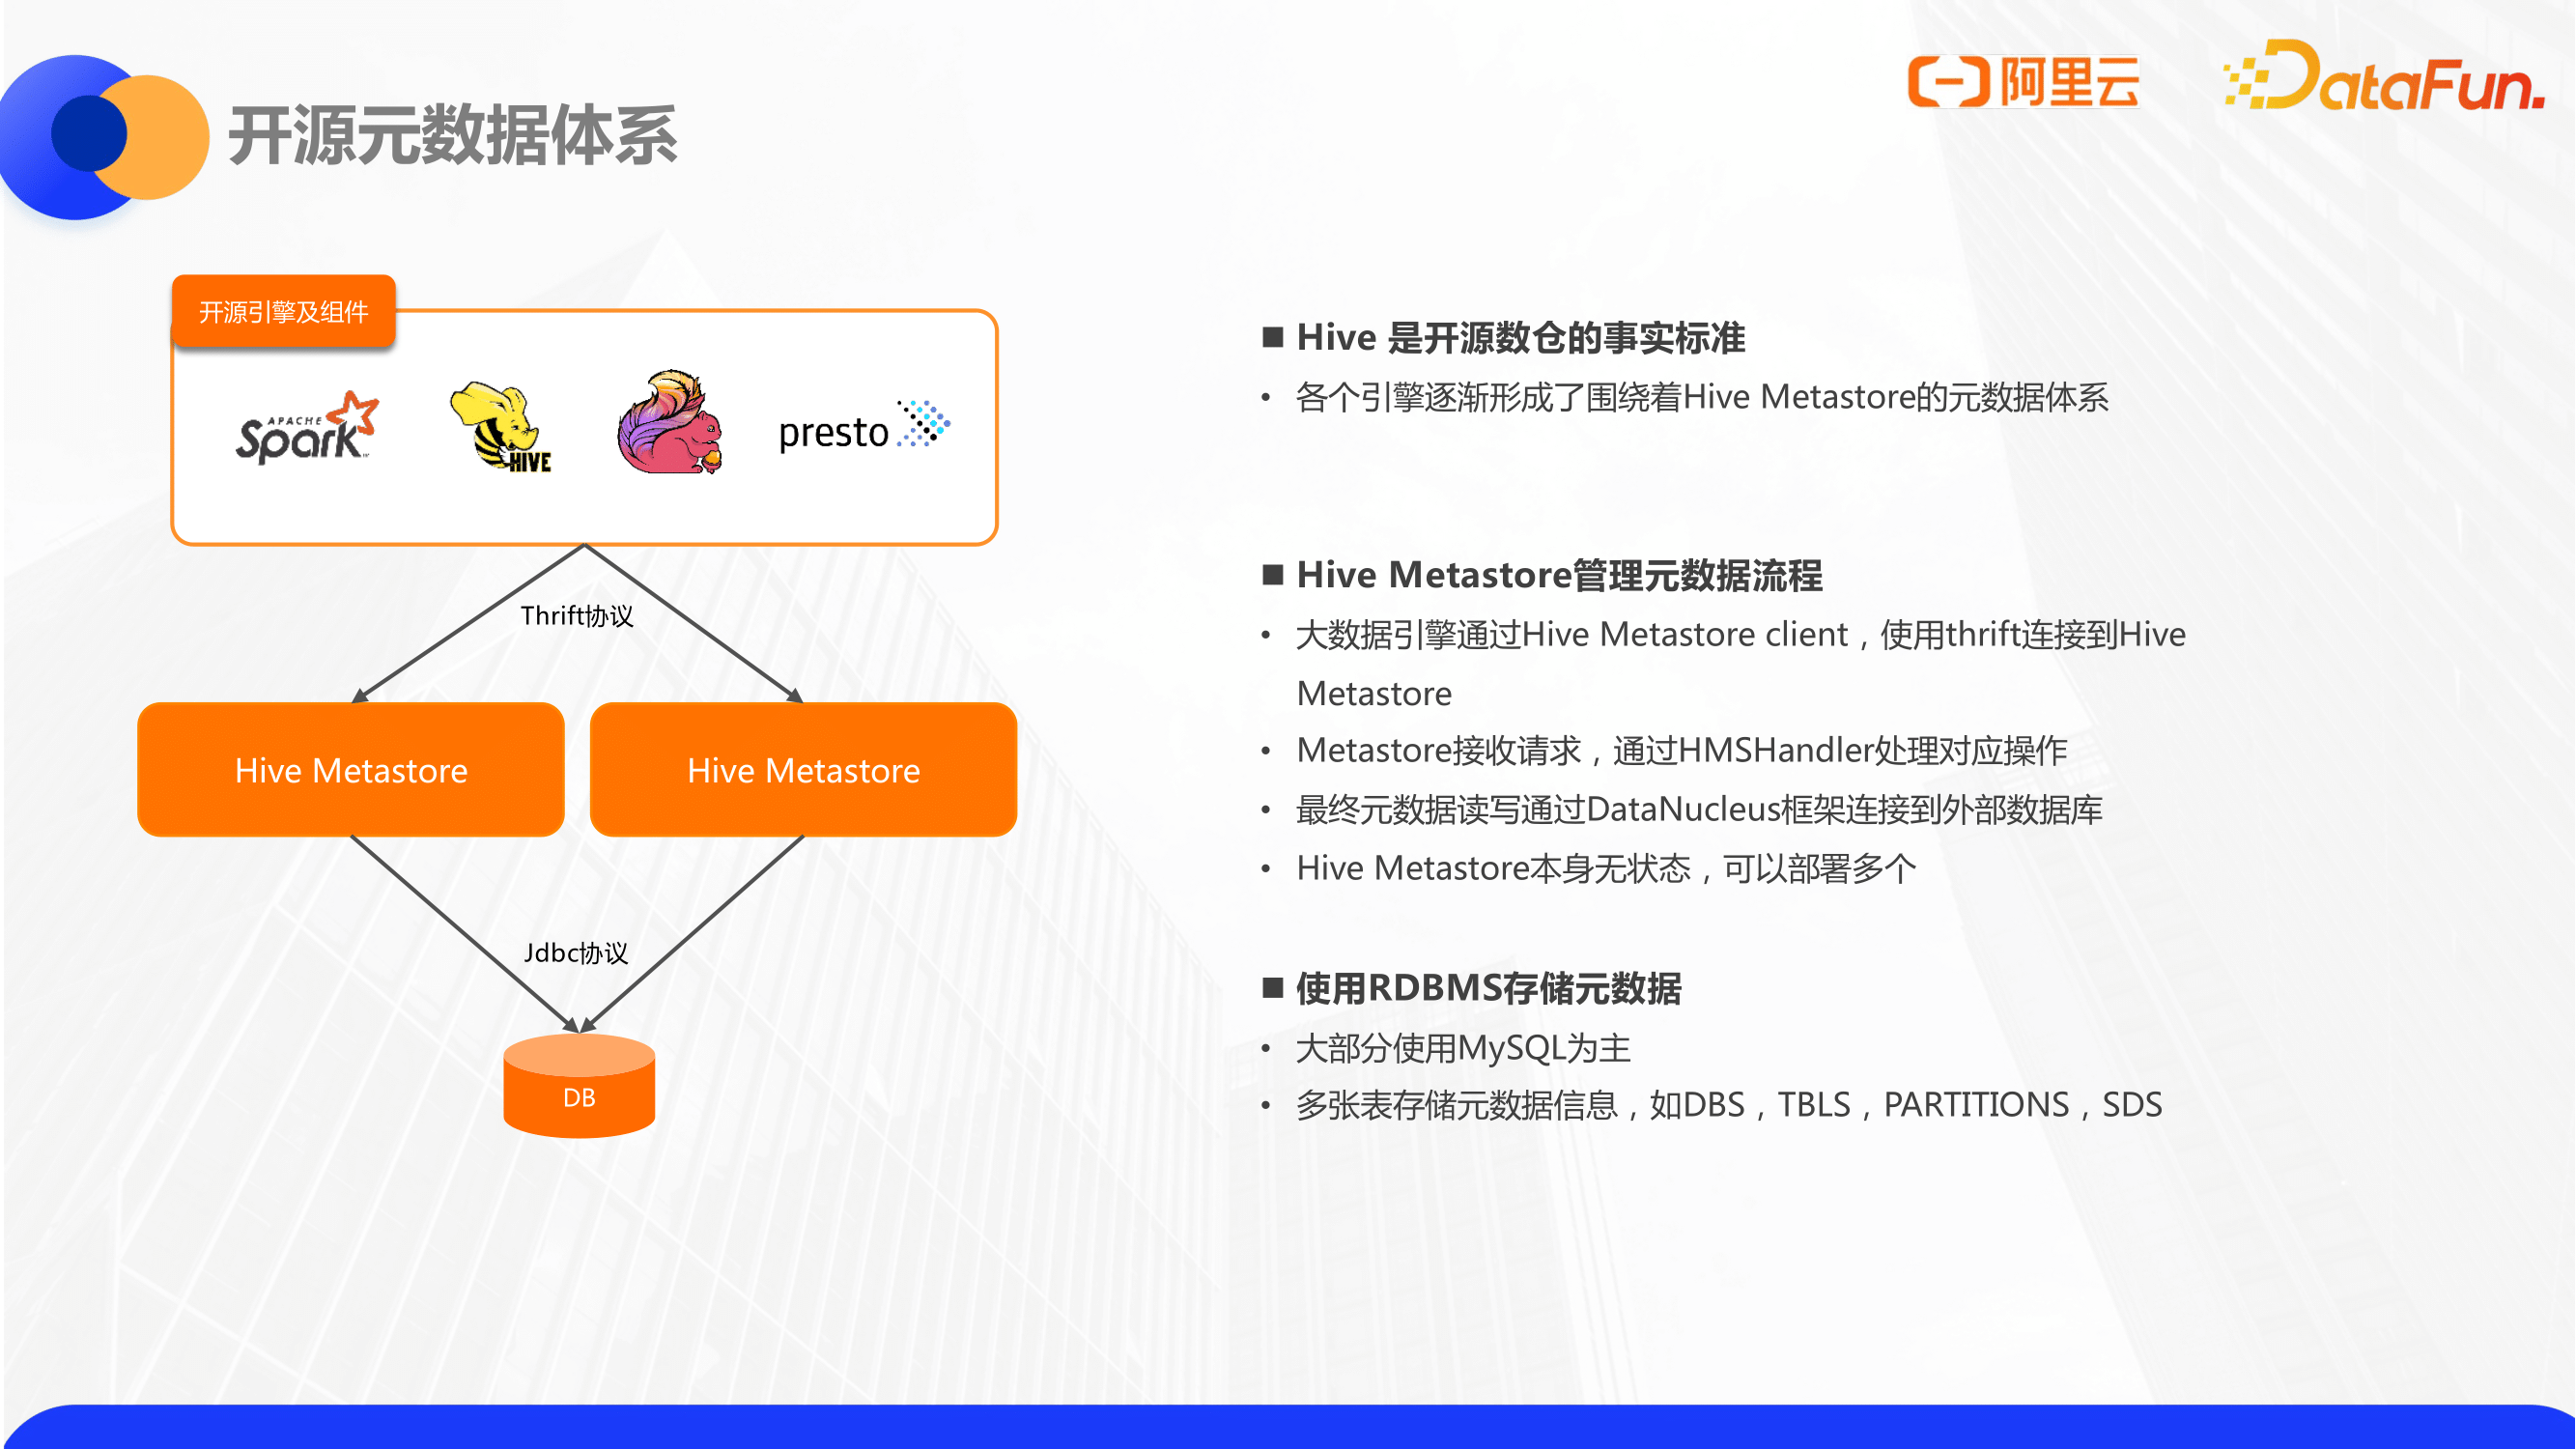 开源元数据体系
阿里云
DataFun.
开源引擎及组件
APACHE
Spark
HIVE
presto
Thrift协议
Hive Metastore
Hive Metastore
Jdbc协议
DB
■ Hive 是开源数仓的事实标准
• 各个引擎逐渐形成了围绕着Hive Metastore的元数据体系
■ Hive Metastore管理元数据流程
• 大数据引擎通过Hive Metastore client，使用thrift连接到Hive
Metastore
• Metastore接收请求，通过HMSHandler处理对应操作
• 最终元数据读写通过DataNucleus框架连接到外部数据库
• Hive Metastore本身无状态，可以部署多个
■ 使用RDBMS存储元数据
• 大部分使用MySQL为主
• 多张表存储元数据信息，如DBS，TBLS，PARTITIONS，SDS